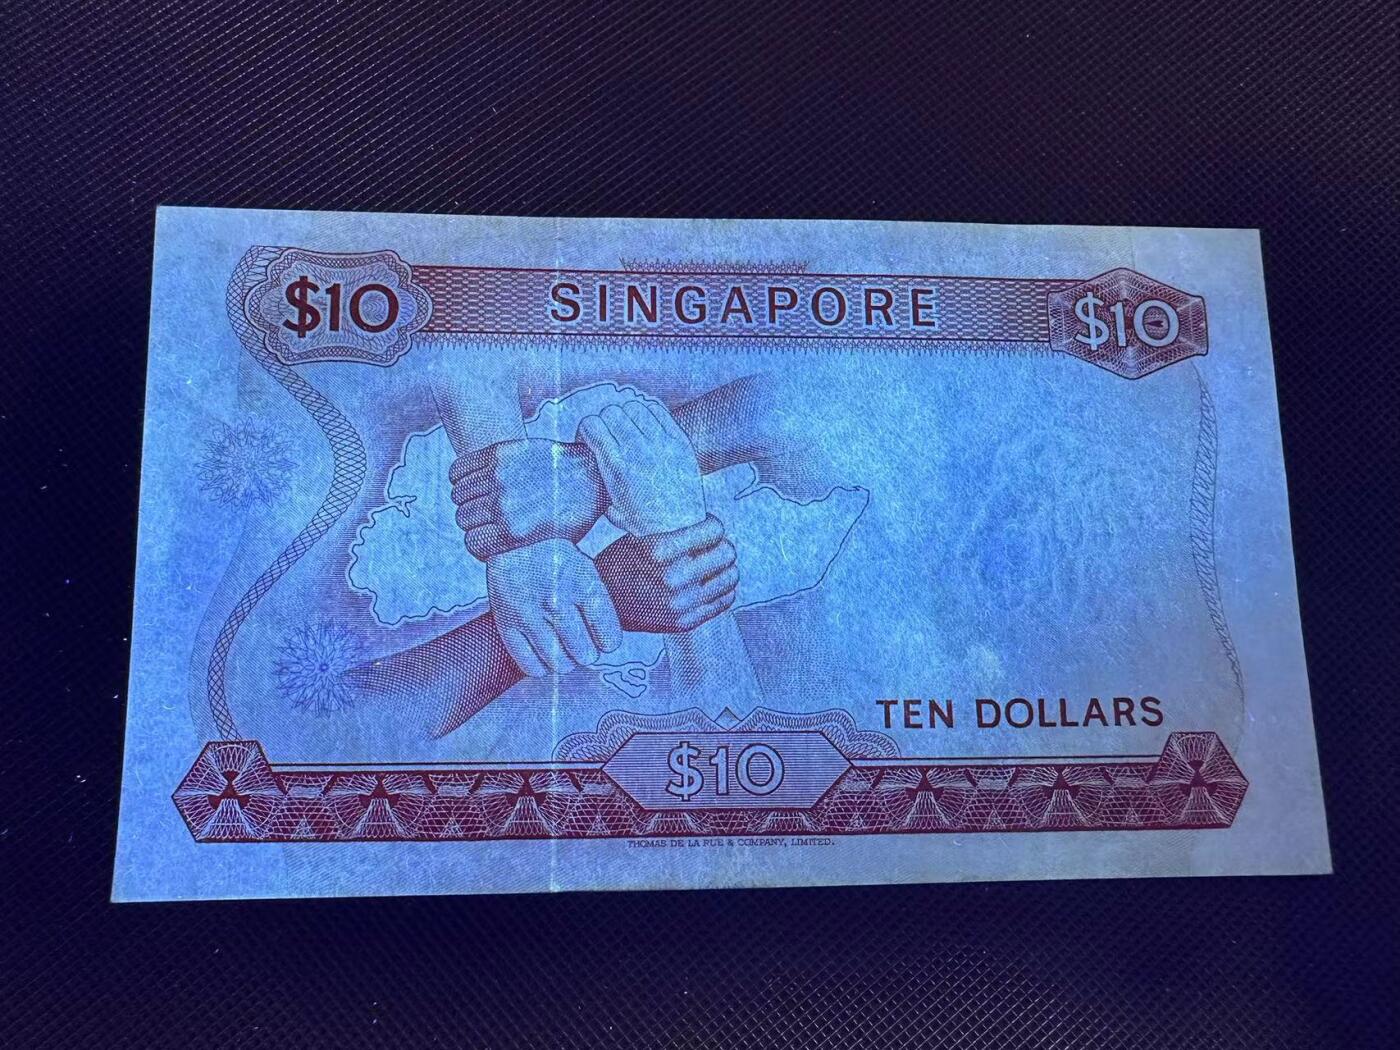 $10 SINGAPORE $10
TEN DOLLARS
$10
THOMAS DE LA RUE & COMPANY, LIMITED.